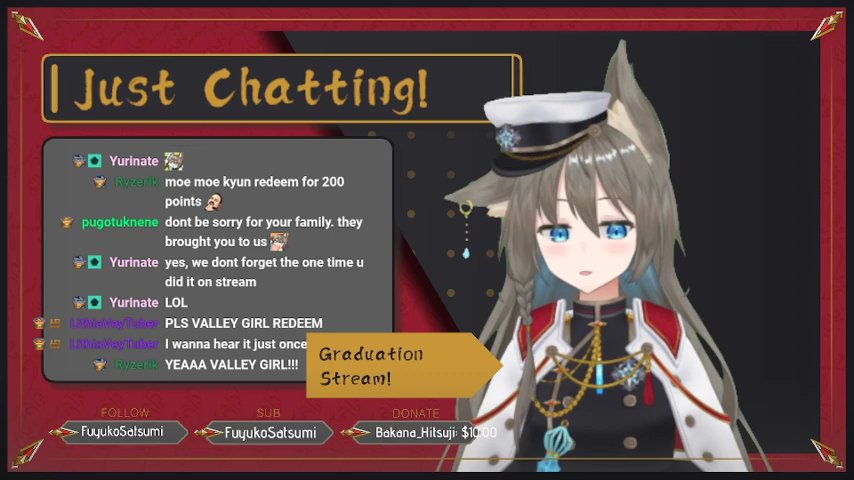 Just Chatting!
Yurinate
Ryzerik moe moe kyun redeem for 200
points
pugotuknene dont be sorry for your family. they
brought you to us
Yurinate yes, we dont forget the one time u
did it on stream
Yurinate LOL
PLS VALLEY GIRL REDEEM
I wanna hear it just once
Ryzerik YEAAA VALLEY GIRL!!!
Graduation
Stream!
FOLLOW
FuyukoSatsumi
SUB
FuyukoSatsumi
DONATE
Bakana_Hitsuji: $10.00